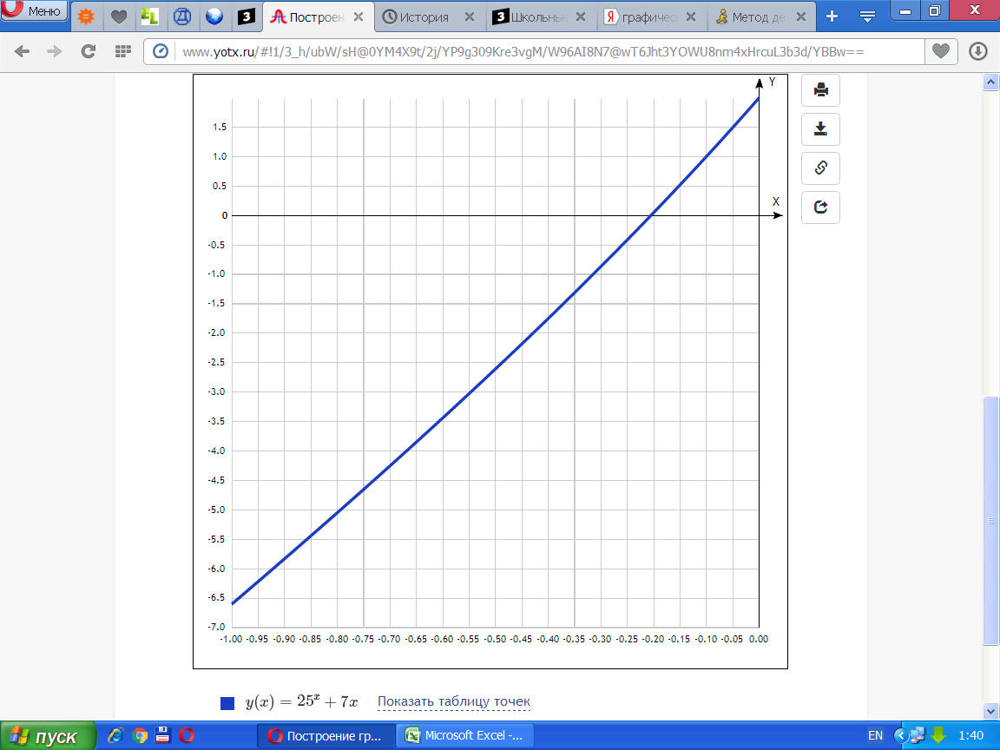 Меню
Построен
История
3 Школьные
графичес
Метод де
www.yotx.ru/#!1/3_h/ubW/sH@0YM4X9t/2j/YP9g309Kre3vgM/W96AI8N7@wT6Jht3YOWU8nm4xHrcuL3b3d/YBBw==
Y
1.5
1.0
0.5
X
0
-0.5
-1.0
-1.5
-2.0
-2.5
-3.0
-3.5
-4.0
-4.5
-5.0
-5.5
-6.0
-6.5
-7.0
-1.00 -0.95 -0.90 -0.85 -0.80 -0.75 -0.70 -0.65 -0.60 -0.55 -0.50 -0.45 -0.40 -0.35 -0.30 -0.25 -0.20 -0.15 -0.10 -0.05 0.00
y(x) = 25ˣ + 7x Показать таблицу точек
пуск Построение гр... Microsoft Excel -... EN 1:40